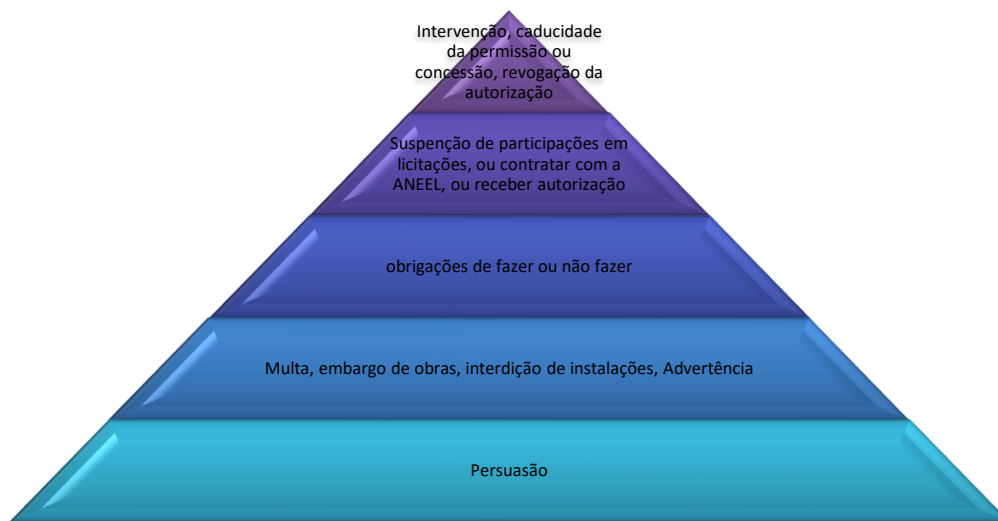 Intervenção, caducidade
da permissão ou
concessão, revogação da
autorização
Suspenção de participações em
licitações, ou contratar com a
ANEEL, ou receber autorização
obrigações de fazer ou não fazer
Multa, embargo de obras, interdição de instalações, Advertência
Persuasão